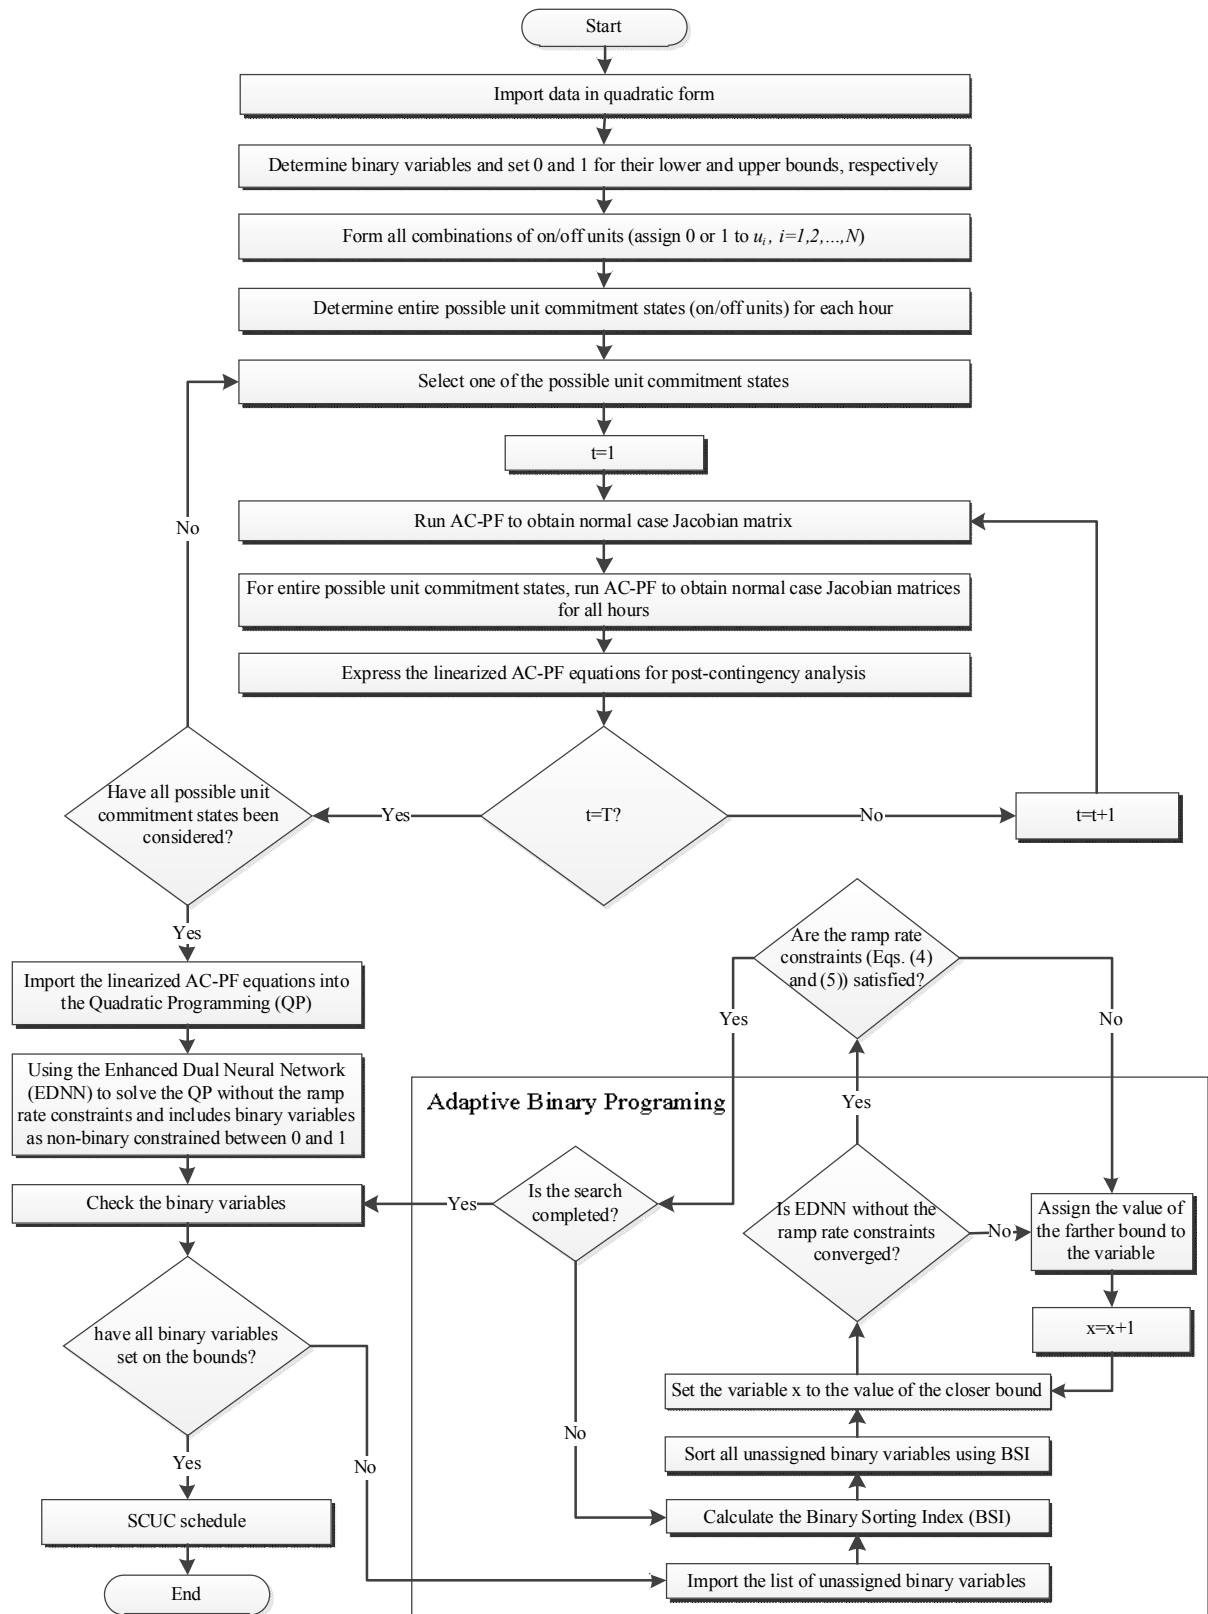 Start
Import data in quadratic form
Determine binary variables and set 0 and 1 for their lower and upper bounds, respectively
Form all combinations of on/off units (assign 0 or 1 to u_i, i=1,2,...,N)
Determine entire possible unit commitment states (on/off units) for each hour
Select one of the possible unit commitment states
t=1
No
Run AC-PF to obtain normal case Jacobian matrix
For entire possible unit commitment states, run AC-PF to obtain normal case Jacobian matrices
for all hours
Express the linearized AC-PF equations for post-contingency analysis
Have all possible unit
commitment states been
considered?
Yes
t=T?
No
t=t+1
Yes
Import the linearized AC-PF equations into
the Quadratic Programming (QP)
Using the Enhanced Dual Neural Network
(EDNN) to solve the QP without the ramp
rate constraints and includes binary variables
as non-binary constrained between 0 and 1
Check the binary variables
have all binary variables
set on the bounds?
Yes
No
SCUC schedule
End
Are the ramp rate
constraints (Eqs. (4)
and (5)) satisfied?
Yes
No
Adaptive Binary Programing
Yes
Yes
Is the search
completed?
No
Is EDNN without the
ramp rate constraints
converged?
No
Assign the value of
the farther bound to
the variable
x=x+1
Set the variable x to the value of the closer bound
Sort all unassigned binary variables using BSI
Calculate the Binary Sorting Index (BSI)
Import the list of unassigned binary variables